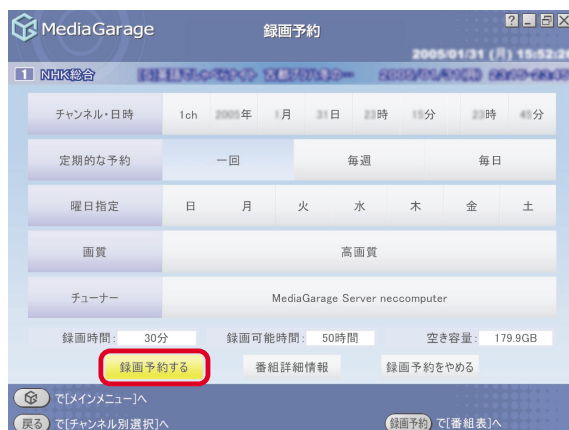 MediaGarage 録画予約
2005/01/31 (月) 15:52:26
1 NHK総合
チャンネル・日時 1ch 2005年 1月 31日 23時 15分 23時 45分
定期的な予約 一回 毎週 毎日
曜日指定 日 月 火 水 木 金 土
画質 高画質
チューナー MediaGarage Server neccomputer
録画時間: 30分 録画可能時間: 50時間 空き容量: 179.9GB
録画予約する 番組詳細情報 録画予約をやめる
で[メインメニュー]へ
戻る で[チャンネル別選択]へ 録画予約 で[番組表]へ